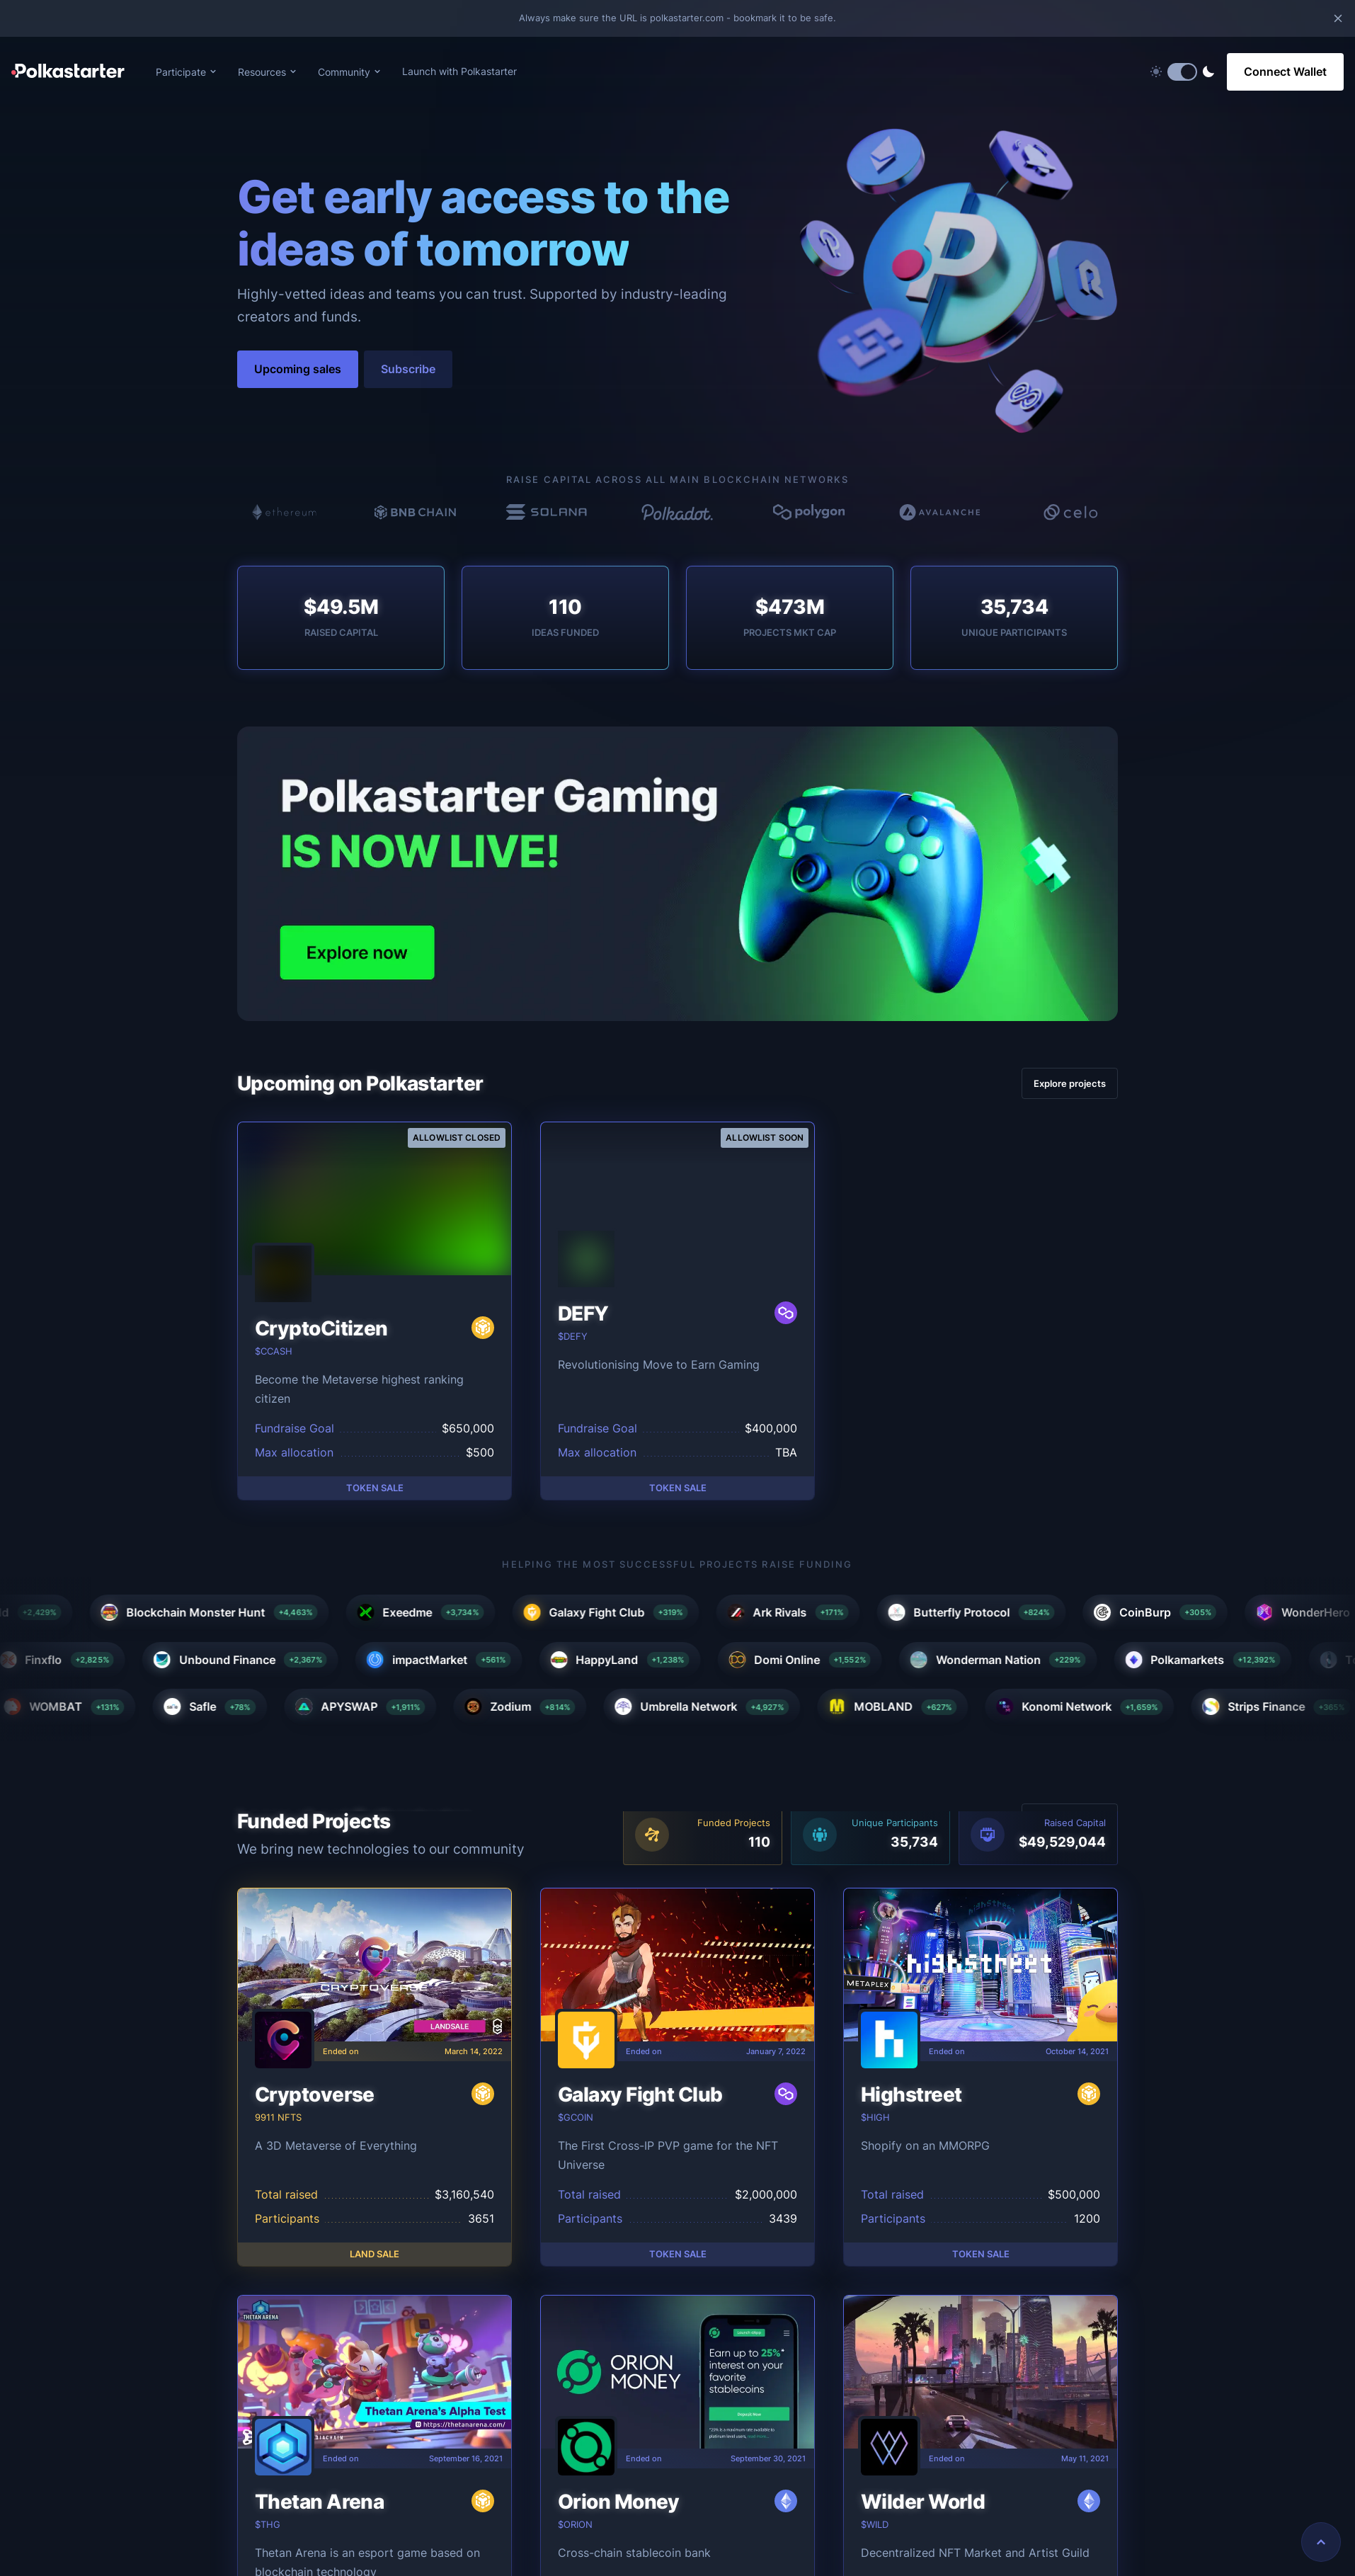 Always make sure the URL is polkastarter.com - bookmark it to be safe.
Polkastarter
Participate
Resources
Community
Launch with Polkastarter
Connect Wallet
Get early access to the
ideas of tomorrow
Highly-vetted ideas and teams you can trust. Supported by industry-leading
creators and funds.
Upcoming sales
Subscribe
RAISE CAPITAL ACROSS ALL MAIN BLOCKCHAIN NETWORKS
ethereum
BNB CHAIN
SOLANA
Polkadot.
polygon
AVALANCHE
celo
$49.5M
RAISED CAPITAL
110
IDEAS FUNDED
$473M
PROJECTS MKT CAP
35,734
UNIQUE PARTICIPANTS
Polkastarter Gaming
IS NOW LIVE!
Explore now
Upcoming on Polkastarter
Explore projects
ALLOWLIST CLOSED
CryptoCitizen
$CCASH
Become the Metaverse highest ranking
citizen
Fundraise Goal $650,000
Max allocation $500
TOKEN SALE
ALLOWLIST SOON
DEFY
$DEFY
Revolutionising Move to Earn Gaming
Fundraise Goal $400,000
Max allocation TBA
TOKEN SALE
HELPING THE MOST SUCCESSFUL PROJECTS RAISE FUNDING
+2,429%
Blockchain Monster Hunt +4,463%
Exeedme +3,734%
Galaxy Fight Club +319%
Ark Rivals +171%
Butterfly Protocol +824%
CoinBurp +305%
WonderHero
Finxflo +2,825%
Unbound Finance +2,367%
impactMarket +561%
HappyLand +1,238%
Domi Online +1,552%
Wonderman Nation +229%
Polkamarkets +12,392%
WOMBAT +131%
Safle +78%
APYSWAP +1,911%
Zodium +814%
Umbrella Network +4,927%
MOBLAND +627%
Konomi Network +1,659%
Strips Finance +365%
Funded Projects
We bring new technologies to our community
Funded Projects
110
Unique Participants
35,734
Raised Capital
$49,529,044
CRYPTOVERSE
LANDSALE
Ended on March 14, 2022
Cryptoverse
9911 NFTS
A 3D Metaverse of Everything
Total raised $3,160,540
Participants 3651
LAND SALE
Ended on January 7, 2022
Galaxy Fight Club
$GCOIN
The First Cross-IP PVP game for the NFT
Universe
Total raised $2,000,000
Participants 3439
TOKEN SALE
HIGHSTREET
highstreet
METAPLEX
Ended on October 14, 2021
Highstreet
$HIGH
Shopify on an MMORPG
Total raised $500,000
Participants 1200
TOKEN SALE
THETAN ARENA
Thetan Arena's Alpha Test
https://thetanarena.com/
Ended on September 16, 2021
Thetan Arena
$THG
Thetan Arena is an esport game based on
blockchain technology
ORION
MONEY
Earn up to 25%*
interest on your
favorite
stablecoins
Ended on September 30, 2021
Orion Money
$ORION
Cross-chain stablecoin bank
Ended on May 11, 2021
Wilder World
$WILD
Decentralized NFT Market and Artist Guild